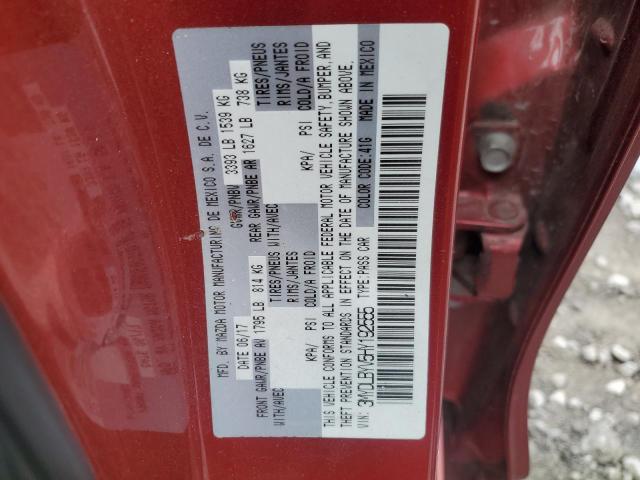 MFD. BY MAZDA MOTOR MANUFACTURING DE MEXICO S.A. DE C.V.
DATE 06/17 GVWR/PNBV 3393 LB 1539 KG
FRONT GAWR/PNBE AV 1795 LB 814 KG REAR GAWR/PNBE AR 1627 LB 738 KG
WITH/AVEC TIRES/PNEUS WITH/AVEC TIRES/PNEUS
RIMS/JANTES RIMS/JANTES
KPA/ PSI COLD/A FROID KPA/ PSI COLD/A FROID
THIS VEHICLE CONFORMS TO ALL APPLICABLE FEDERAL MOTOR VEHICLE SAFETY, BUMPER, AND
THEFT PREVENTION STANDARDS IN EFFECT ON THE DATE OF MANUFACTURE SHOWN ABOVE.
VIN: 3MYDLBYV5HY192555 TYPE:PASS CAR COLOR CODE:41G MADE IN MEXICO